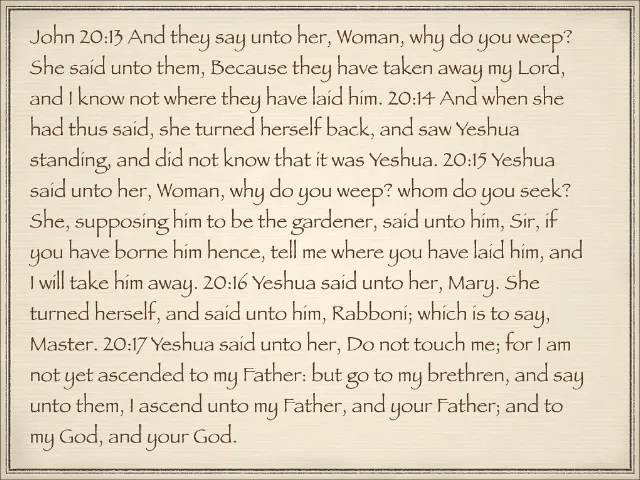 John 20:13 And they say unto her, Woman, why do you weep?
She said unto them, Because they have taken away my Lord,
and I know not where they have laid him. 20:14 And when she
had thus said, she turned herself back, and saw Yeshua
standing, and did not know that it was Yeshua. 20:15 Yeshua
said unto her, Woman, why do you weep? whom do you seek?
She, supposing him to be the gardener, said unto him, Sir, if
you have borne him hence, tell me where you have laid him, and
I will take him away. 20:16 Yeshua said unto her, Mary. She
turned herself, and said unto him, Rabboni; which is to say,
Master. 20:17 Yeshua said unto her, Do not touch me; for I am
not yet ascended to my Father: but go to my brethren, and say
unto them, I ascend unto my Father, and your Father; and to
my God, and your God.